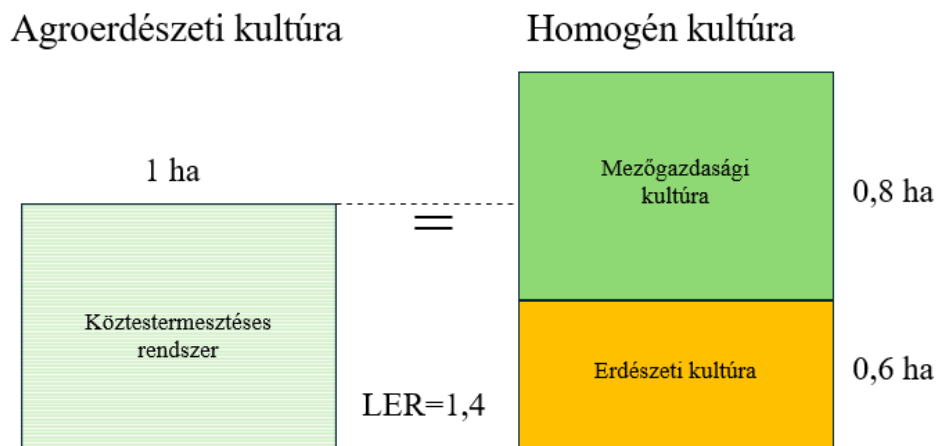 Agroerdészeti kultúra
Homogén kultúra
1 ha
Köztestermesztéses
rendszer
=
LER=1,4
Mezőgazdasági
kultúra
0,8 ha
Erdészeti kultúra
0,6 ha